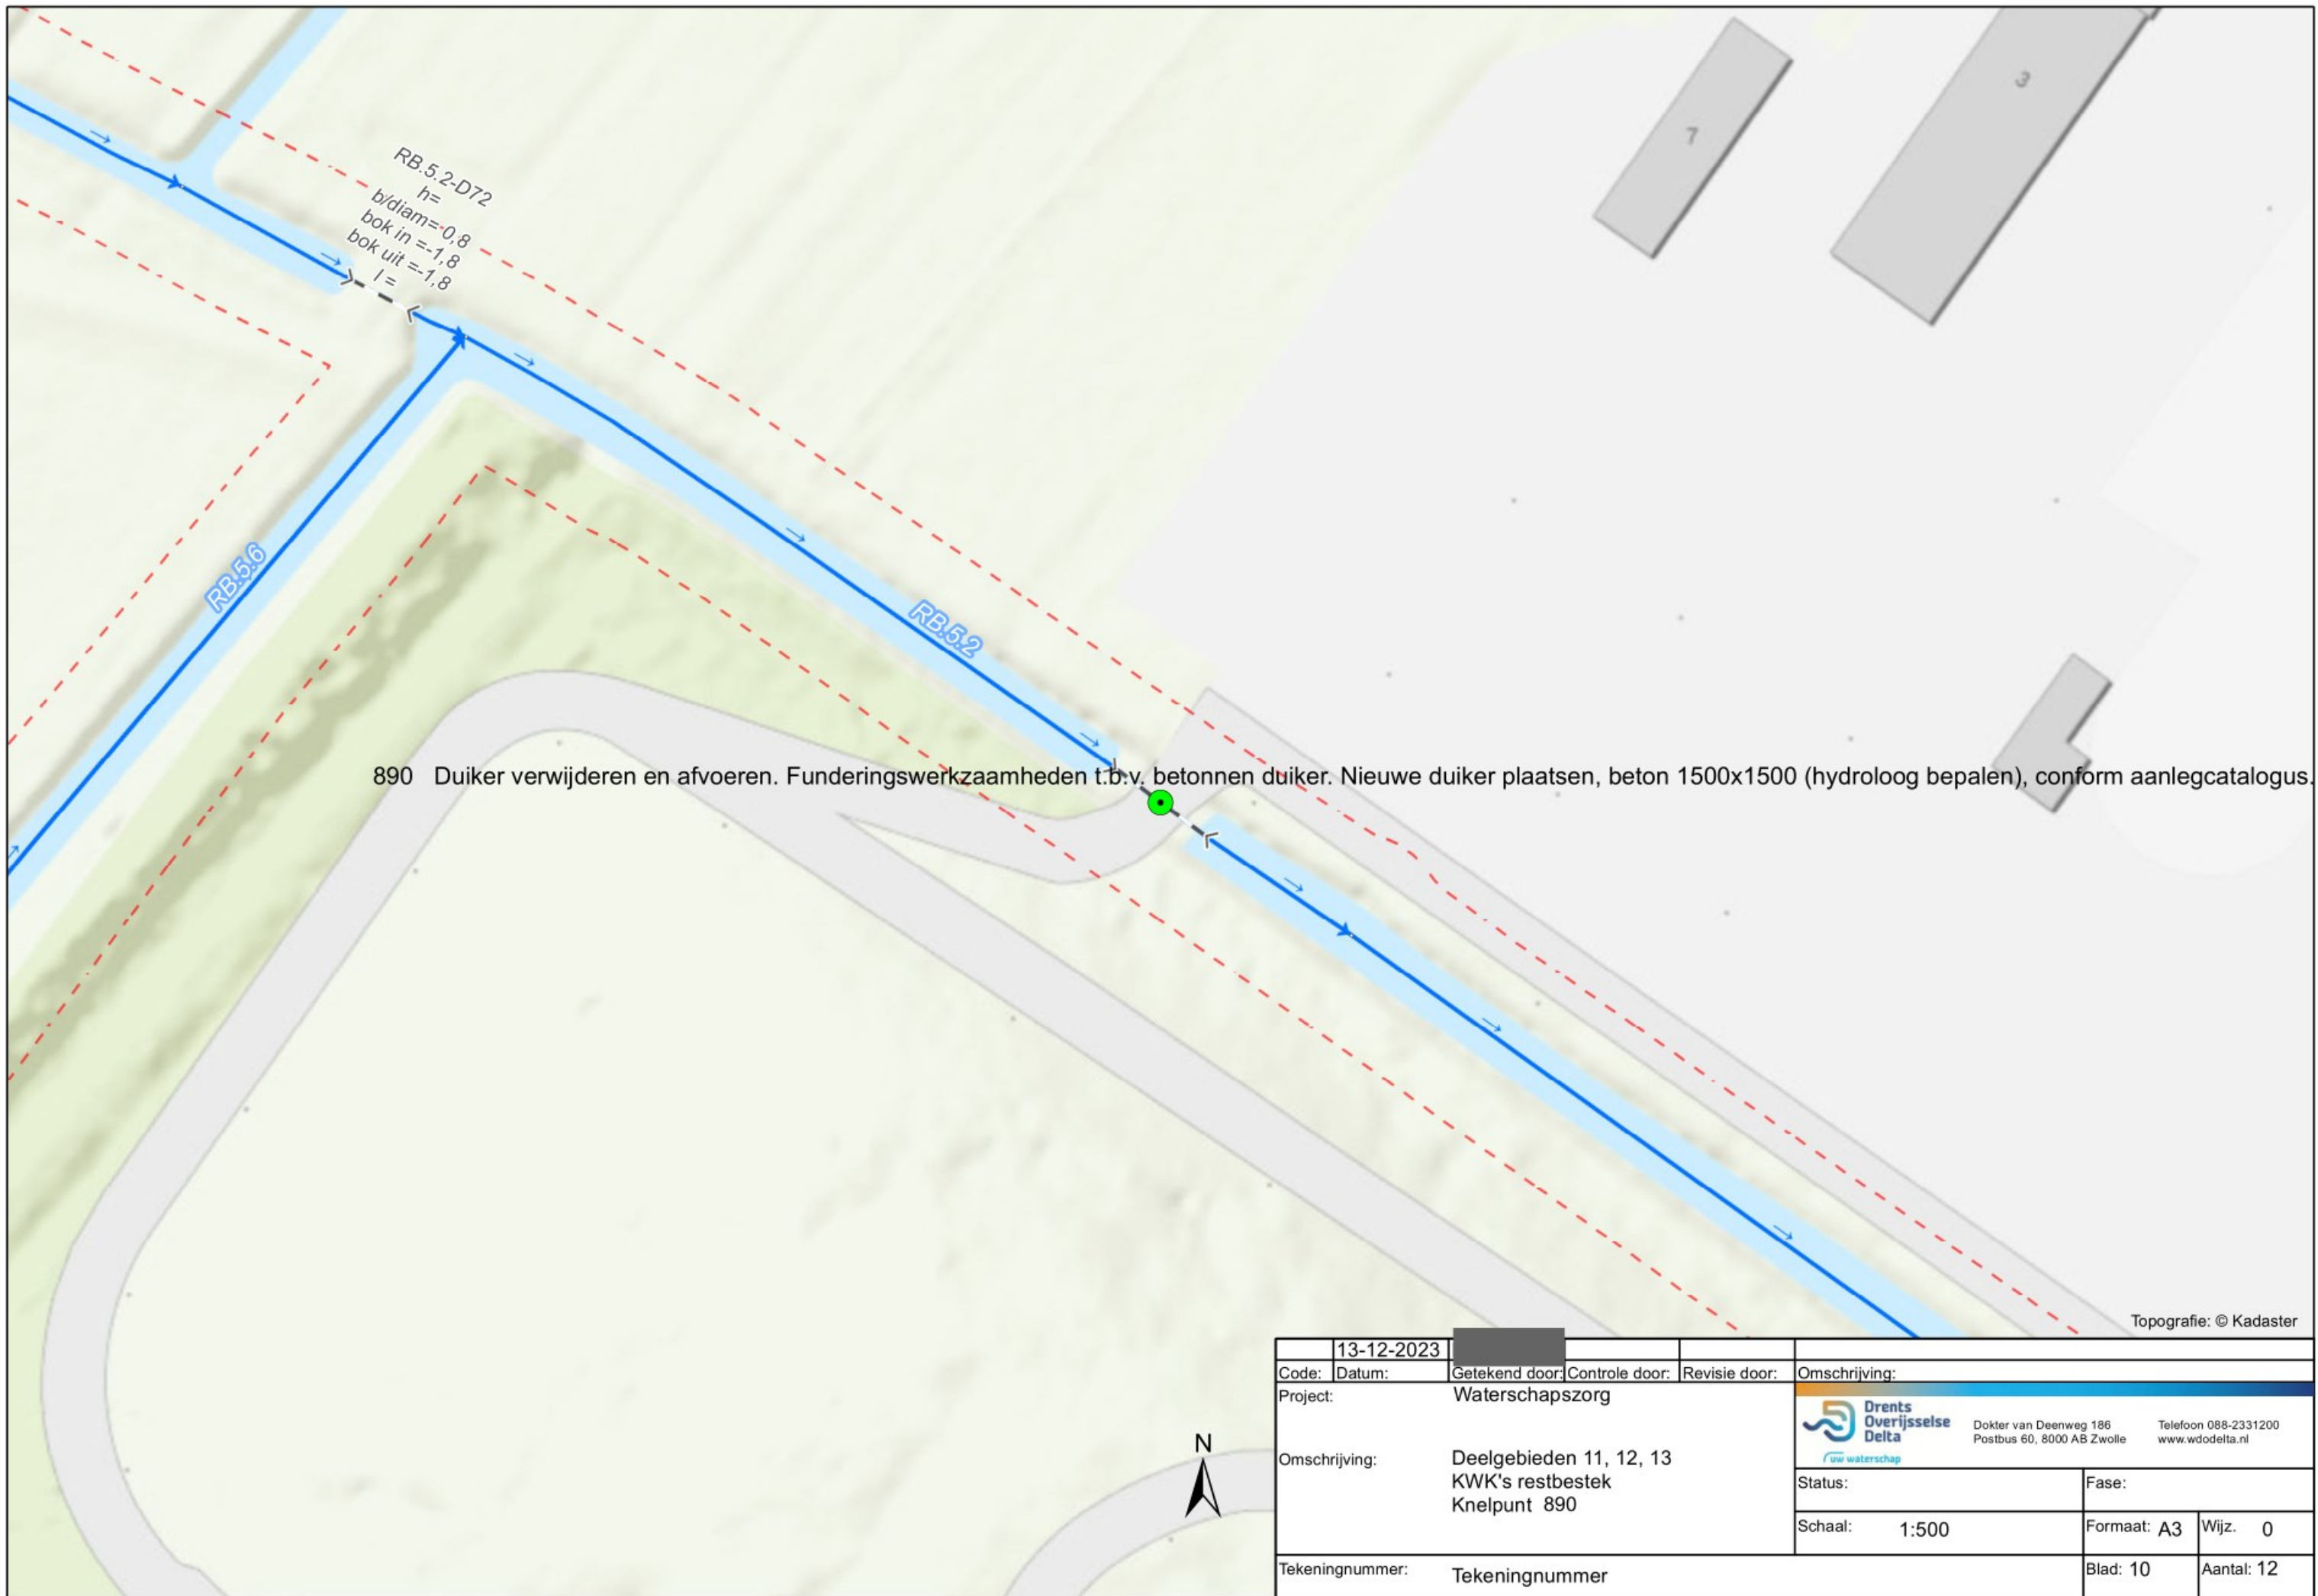 7
3
RB.5.2-D72
h=
b/diam= 0,8
bok in =-1,8
bok uit =-1,8
l =
RB.5.6
RB.5.2
890 Duiker verwijderen en afvoeren. Funderingswerkzaamheden t.b.v. betonnen duiker. Nieuwe duiker plaatsen, beton 1500x1500 (hydroloog bepalen), conform aanlegcatalogus.
Topografie: © Kadaster
N
13-12-2023
Code: Datum: Getekend door: Controle door: Revisie door: Omschrijving:
Project: Waterschapszorg
Omschrijving: Deelgebieden 11, 12, 13
KWK's restbestek
Knelpunt 890
Drents
Overijsselse
Delta
uw waterschap
Dokter van Deenweg 186
Postbus 60, 8000 AB Zwolle
Telefoon 088-2331200
www.wdodelta.nl
Status: Fase:
Schaal: 1:500 Formaat: A3 Wijz. 0
Tekeningnummer: Tekeningnummer Blad: 10 Aantal: 12